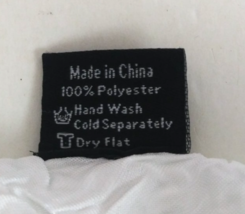 Made in China
100% Polyester
Hand Wash
Cold Separately
Dry Flat